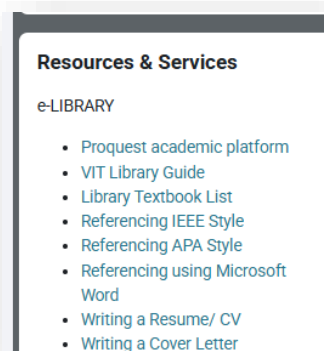 Resources & Services
e-LIBRARY
Proquest academic platform
VIT Library Guide
Library Textbook List
Referencing IEEE Style
Referencing APA Style
Referencing using Microsoft
Word
Writing a Resume/ CV
Writing a Cover Letter